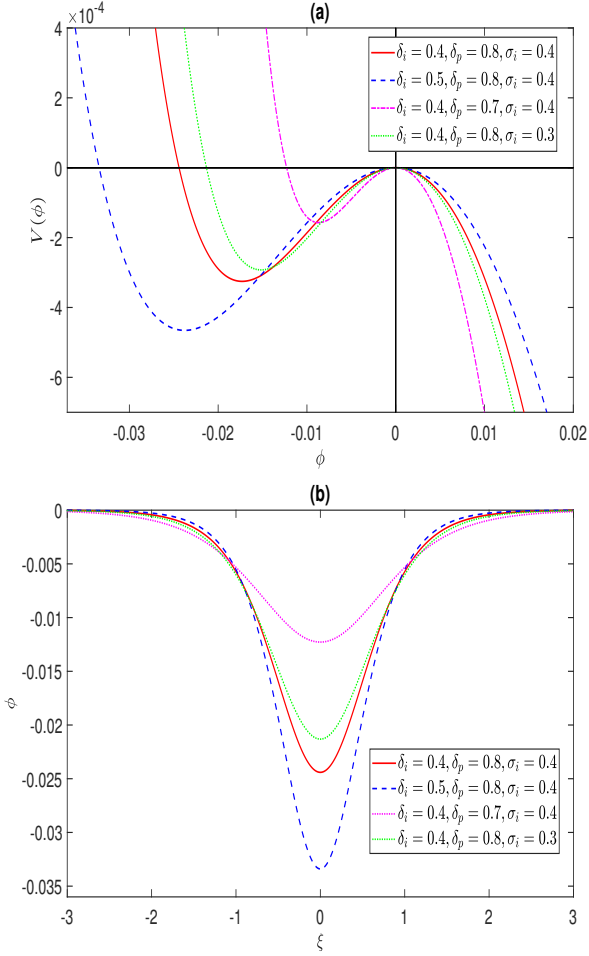 (a)
×10⁻⁴
4
2
0
-2
-4
-6
V(ϕ)
δᵢ = 0.4, δₚ = 0.8, σᵢ = 0.4
δᵢ = 0.5, δₚ = 0.8, σᵢ = 0.4
δᵢ = 0.4, δₚ = 0.7, σᵢ = 0.4
δᵢ = 0.4, δₚ = 0.8, σᵢ = 0.3
-0.03 -0.02 -0.01 0 0.01 0.02
ϕ
(b)
0
-0.005
-0.01
-0.015
-0.02
-0.025
-0.03
-0.035
ϕ
δᵢ = 0.4, δₚ = 0.8, σᵢ = 0.4
δᵢ = 0.5, δₚ = 0.8, σᵢ = 0.4
δᵢ = 0.4, δₚ = 0.7, σᵢ = 0.4
δᵢ = 0.4, δₚ = 0.8, σᵢ = 0.3
-3 -2 -1 0 1 2 3
ξ